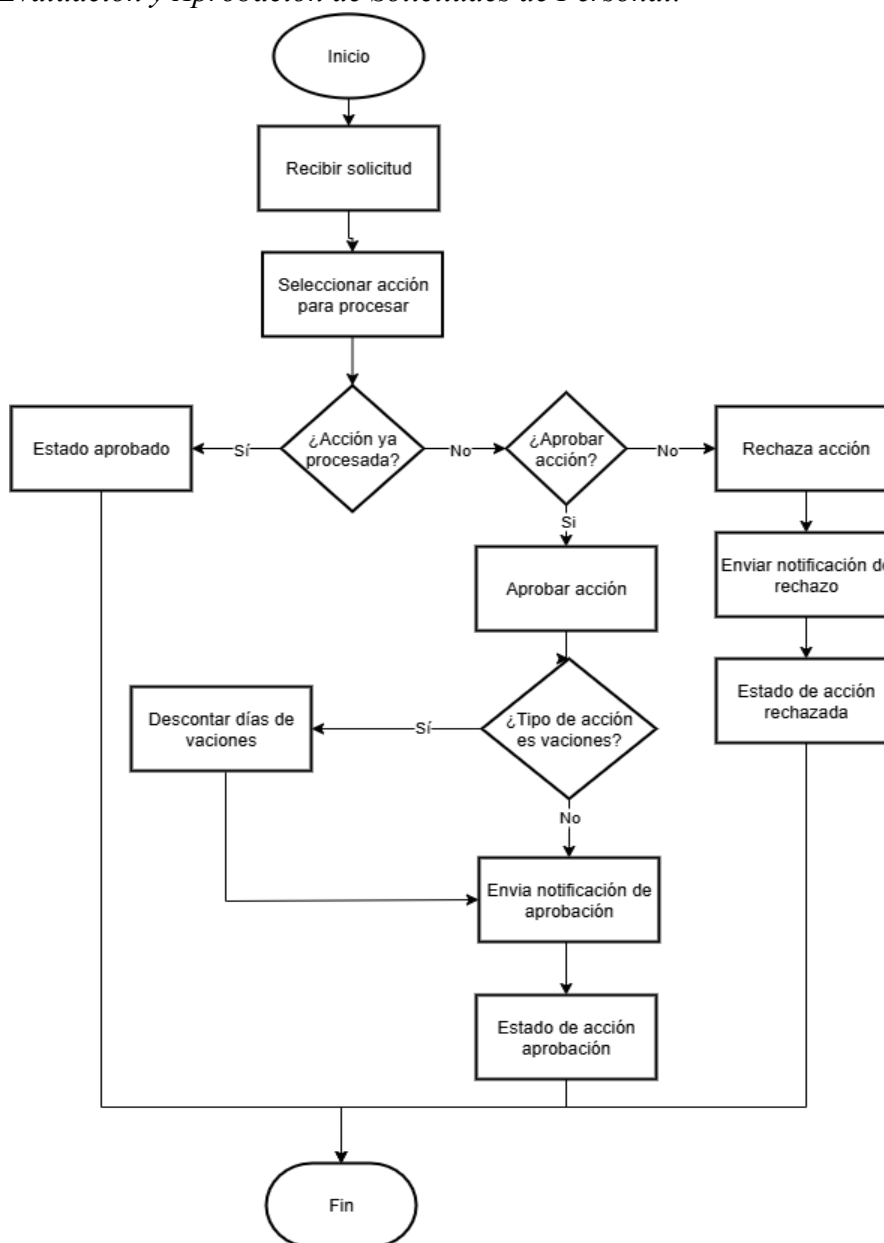 Evaluación y Aprobación de Solicitudes de Personal.
Inicio
Recibir solicitud
Seleccionar acción
para procesar
¿Acción ya
procesada?
Sí
Estado aprobado
No
¿Aprobar
acción?
No
Rechaza acción
Si
Aprobar acción
Enviar notificación de
rechazo
Estado de acción
rechazada
¿Tipo de acción
es vaciones?
Sí
Descontar días de
vaciones
No
Envia notificación de
aprobación
Estado de acción
aprobación
Fin